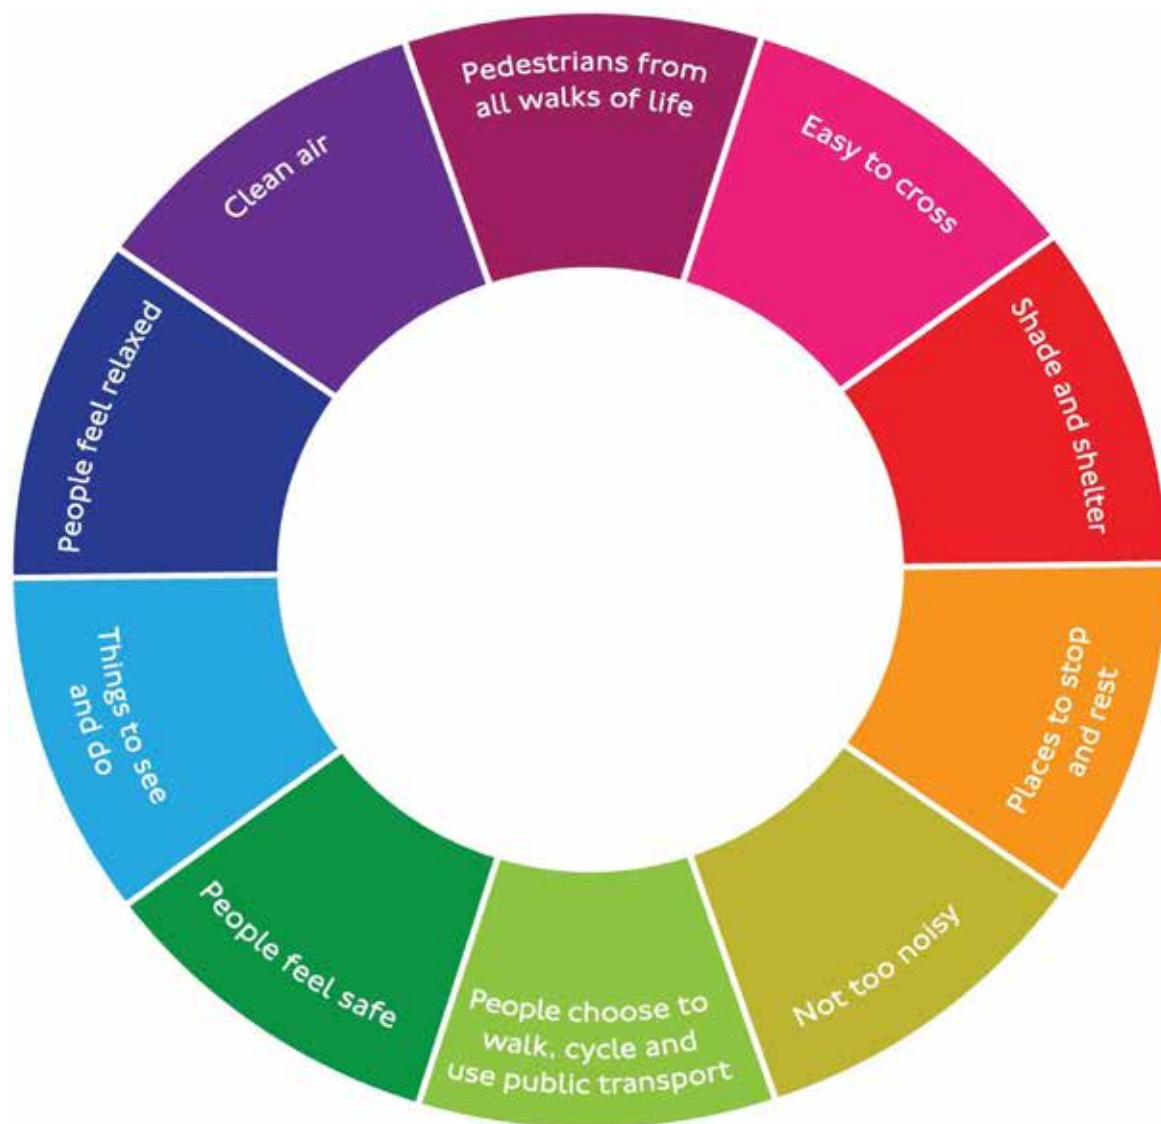 Pedestrians from
all walks of life
Easy to cross
Shade and shelter
Places to stop
and rest
Not too noisy
People choose to
walk, cycle and
use public transport
People feel safe
Things to see
and do
People feel relaxed
Clean air